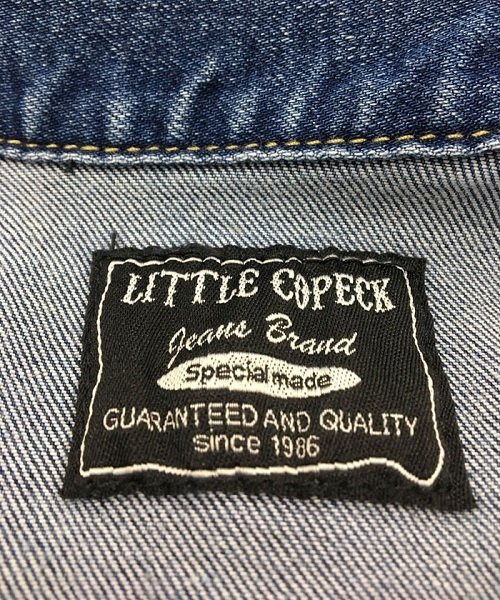 LITTLE COPECK
Jeans Brand
Special made
GUARANTEED AND QUALITY
since 1986